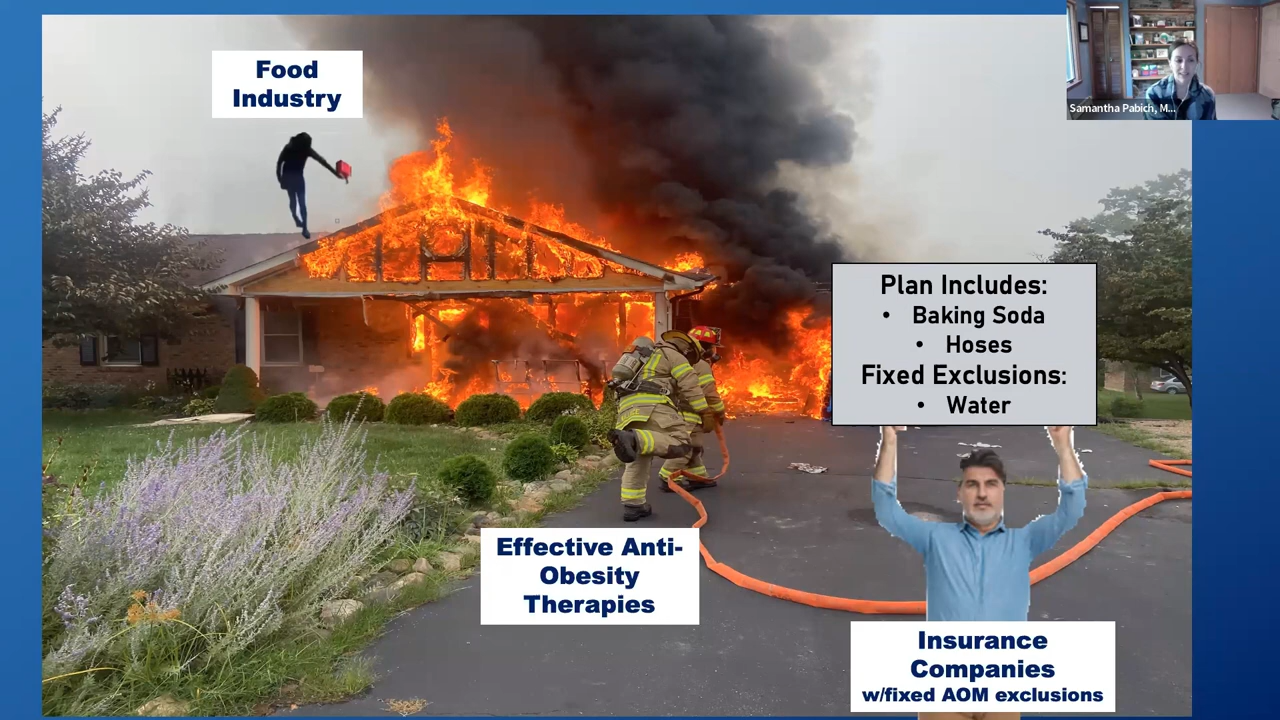 Food
Industry
Samantha Pabich, M...
Plan Includes:
• Baking Soda
• Hoses
Fixed Exclusions:
• Water
Effective Anti-
Obesity
Therapies
Insurance
Companies
w/fixed AOM exclusions